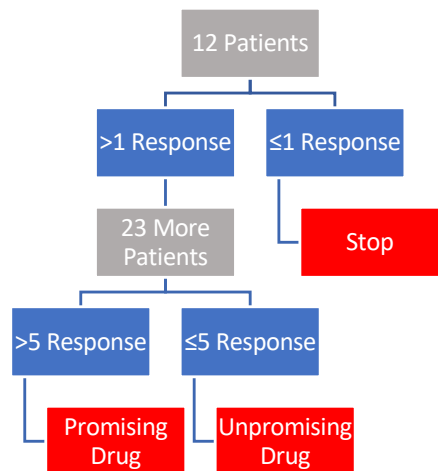 12 Patients
>1 Response
≤1 Response
23 More
Patients
Stop
>5 Response
≤5 Response
Promising
Drug
Unpromising
Drug